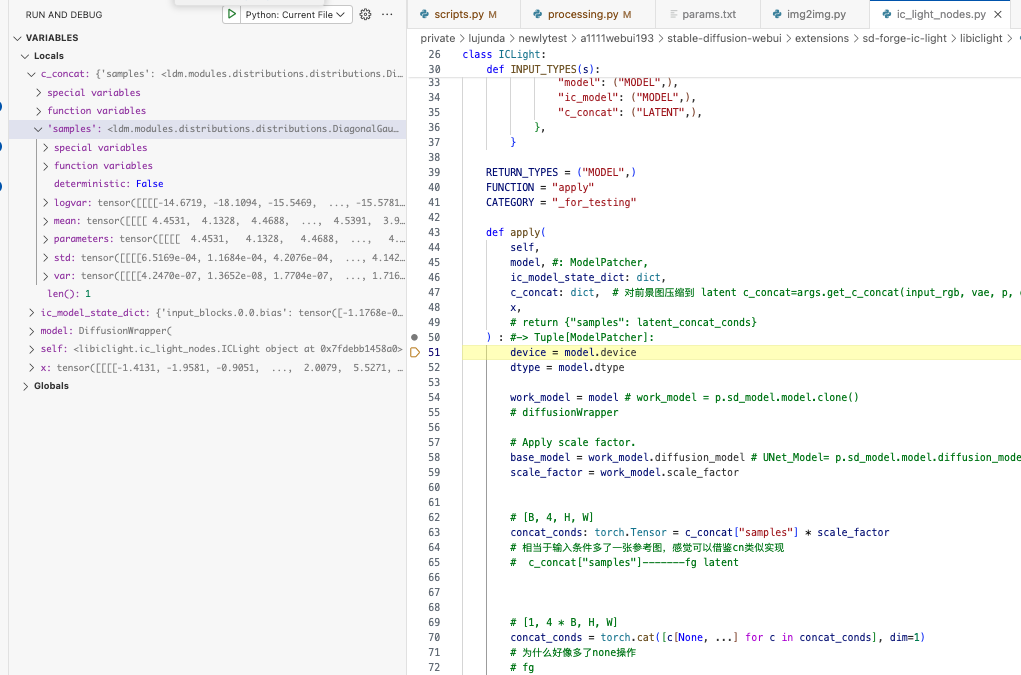 RUN AND DEBUG
Python: Current File
VARIABLES
Locals
c_concat: {'samples': <ldm.modules.distributions.distributions.Di…
special variables
function variables
'samples': <ldm.modules.distributions.distributions.DiagonalGau…
special variables
function variables
deterministic: False
logvar: tensor([[[[-14.6719, -18.1094, -15.5469,  ..., -15.5781…
mean: tensor([[[[ 4.4531,  4.1328,  4.4688,  ...,  4.5391,  3.9…
parameters: tensor([[[[  4.4531,   4.1328,   4.4688,  ...,   4.…
std: tensor([[[[6.5169e-04, 1.1684e-04, 4.2076e-04,  ..., 4.142…
var: tensor([[[[4.2470e-07, 1.3652e-08, 1.7704e-07,  ..., 1.716…
len(): 1
ic_model_state_dict: {'input_blocks.0.0.bias': tensor([-1.1768e-0…
model: DiffusionWrapper(
self: <libiclight.ic_light_nodes.ICLight object at 0x7fdebb1458a0>
x: tensor([[[[-1.4131, -1.9581, -0.9051,  ...,  2.0079,  5.5271, …
Globals
scripts.py M
processing.py M
params.txt
img2img.py
ic_light_nodes.py
private > lujunda > newlytest > a1111webui193 > stable-diffusion-webui > extensions > sd-forge-ic-light > libiclight >
26 class ICLight:
30 def INPUT_TYPES(s):
33 "model": ("MODEL",),
34 "ic_model": ("MODEL",),
35 "c_concat": ("LATENT",),
36 },
37 }
38
39 RETURN_TYPES = ("MODEL",)
40 FUNCTION = "apply"
41 CATEGORY = "_for_testing"
42
43 def apply(
44 self,
45 model, #: ModelPatcher,
46 ic_model_state_dict: dict,
47 c_concat: dict,  # 对前景图压缩到 latent c_concat=args.get_c_concat(input_rgb, vae, p,
48 x,
49 # return {"samples": latent_concat_conds}
50 ) : #-> Tuple[ModelPatcher]:
51 device = model.device
52 dtype = model.dtype
53
54 work_model = model # work_model = p.sd_model.model.clone()
55 # diffusionWrapper
56
57 # Apply scale factor.
58 base_model = work_model.diffusion_model # UNet_Model= p.sd_model.model.diffusion_mode
59 scale_factor = work_model.scale_factor
60
61
62 # [B, 4, H, W]
63 concat_conds: torch.Tensor = c_concat["samples"] * scale_factor
64 # 相当于输入条件多了一张参考图，感觉可以借鉴cn类似实现
65 #  c_concat["samples"]-------fg latent
66
67
68
69 # [1, 4 * B, H, W]
70 concat_conds = torch.cat([c[None, ...] for c in concat_conds], dim=1)
71 # 为什么好像多了none操作
72 # fg